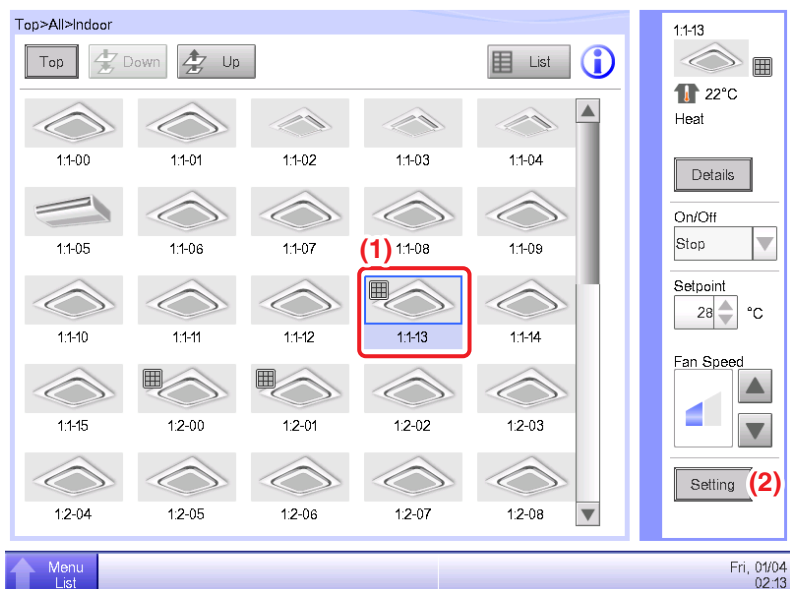 Top>All>Indoor
Top Down Up List
1:1-00 1:1-01 1:1-02 1:1-03 1:1-04
1:1-05 1:1-06 1:1-07 (1) 1:1-08 1:1-09
1:1-10 1:1-11 1:1-12 1:1-13 1:1-14
1:1-15 1:2-00 1:2-01 1:2-02 1:2-03
1:2-04 1:2-05 1:2-06 1:2-07 1:2-08
1:1-13
22°C
Heat
Details
On/Off
Stop
Setpoint
28 °C
Fan Speed
Setting (2)
Menu
List
Fri, 01/04
02:13